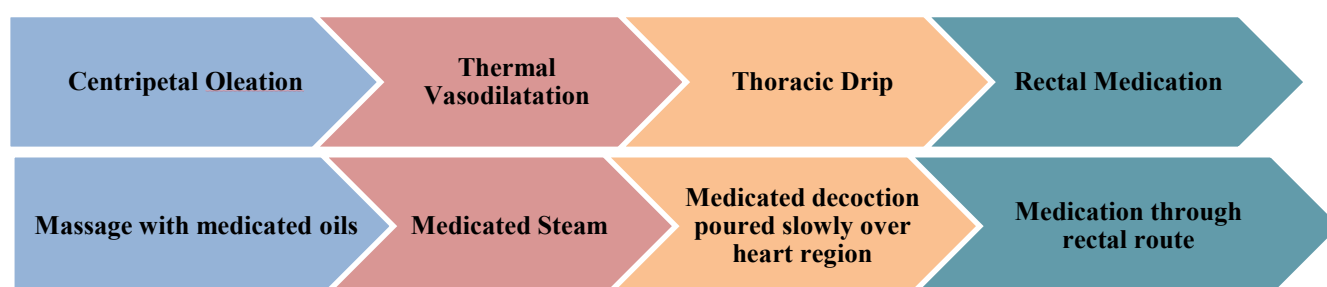 Centripetal Oleation
Thermal
Vasodilatation
Thoracic Drip
Rectal Medication
Massage with medicated oils
Medicated Steam
Medicated decoction
poured slowly over
heart region
Medication through
rectal route